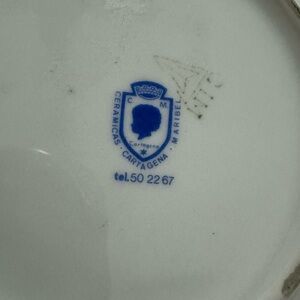 C M
CERAMICAS · CARTAGENA · MARIBEL
Cartagena
tel. 50 22 67